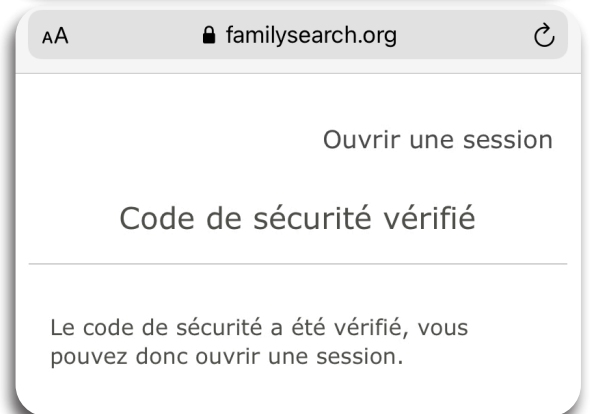 AA familysearch.org
Ouvrir une session
Code de sécurité vérifié
Le code de sécurité a été vérifié, vous
pouvez donc ouvrir une session.